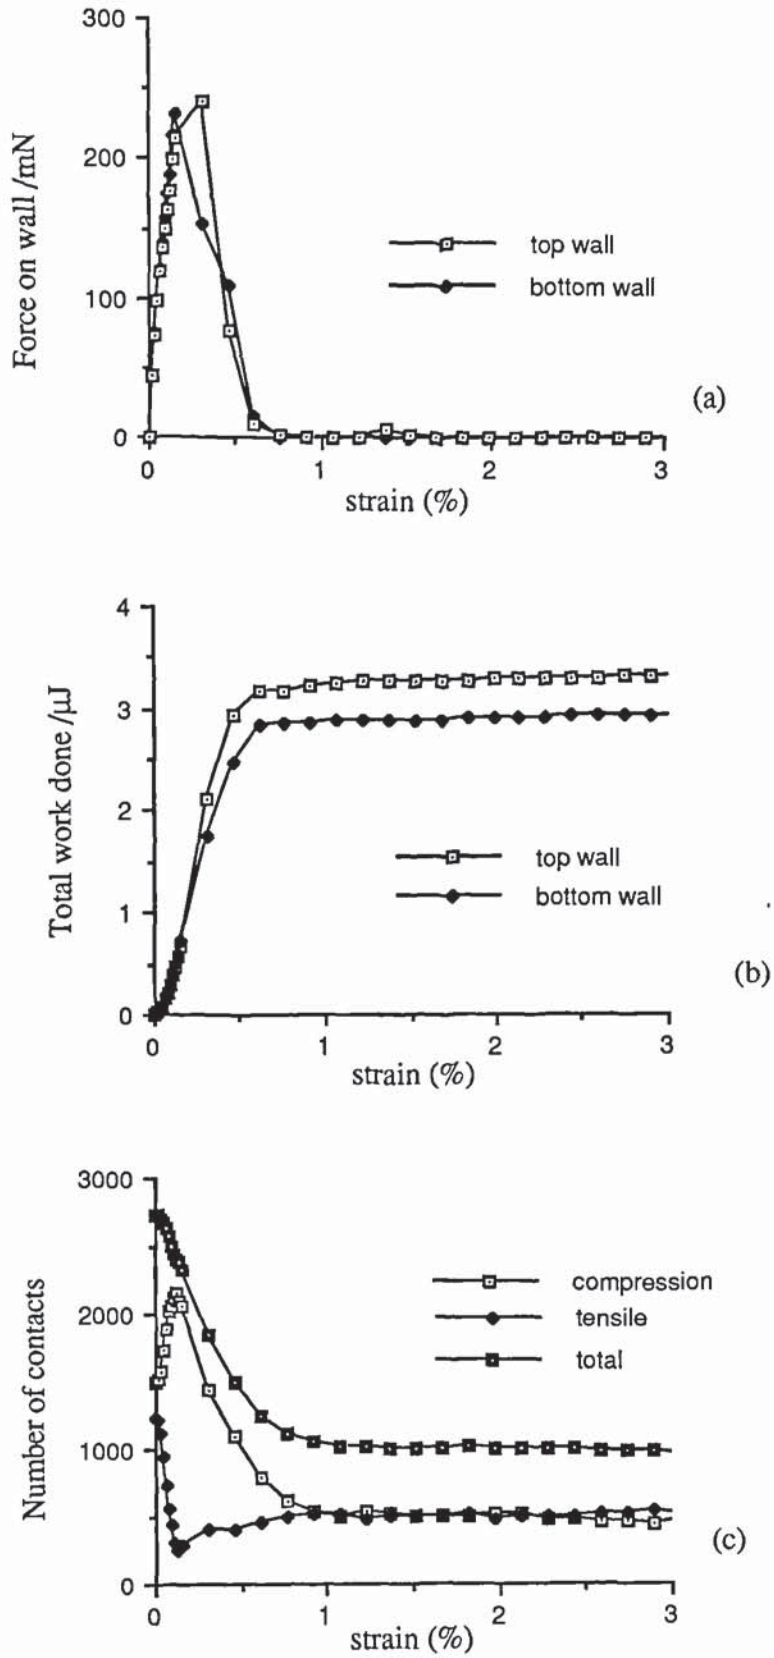 300
200
100
0
Force on wall /mN
top wall
bottom wall
(a)
0 1 2 3
strain (%)
4
3
2
1
0
Total work done /µJ
top wall
bottom wall
(b)
0 1 2 3
strain (%)
3000
2000
1000
0
Number of contacts
compression
tensile
total
(c)
0 1 2 3
strain (%)